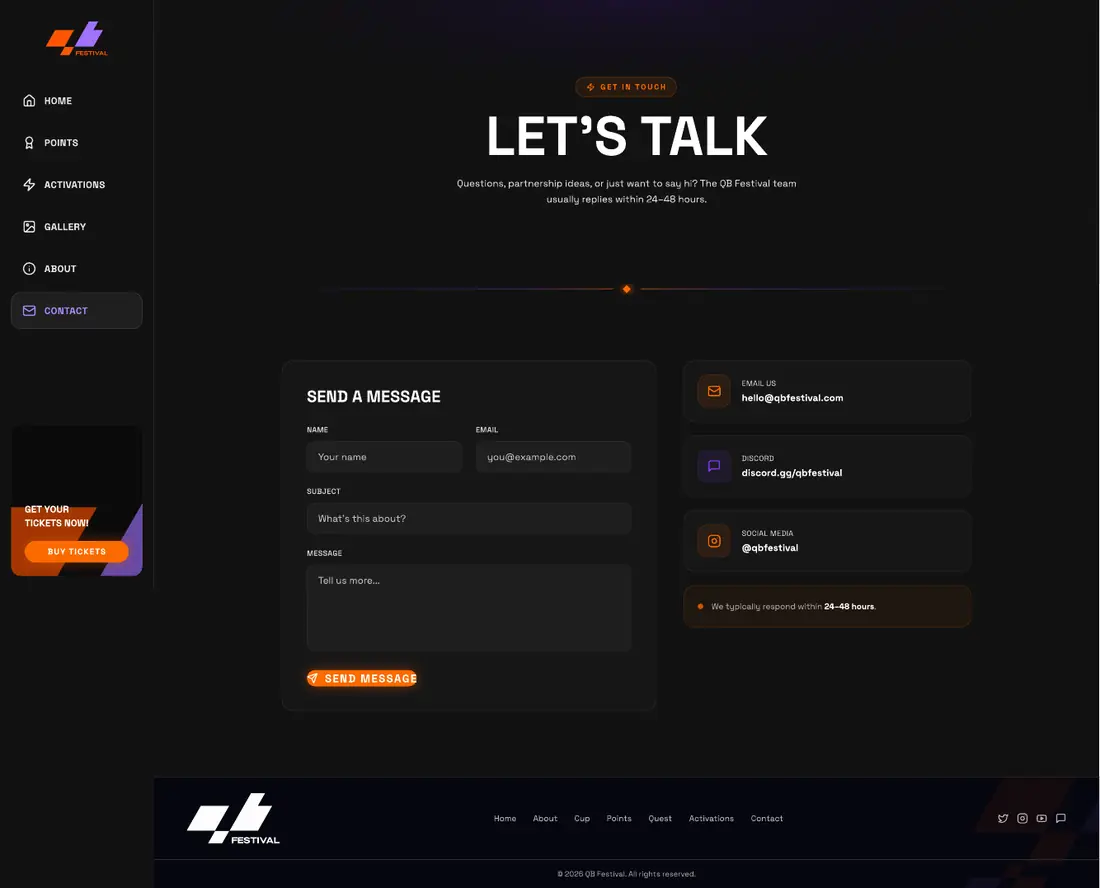 FESTIVAL
HOME
POINTS
ACTIVATIONS
GALLERY
ABOUT
CONTACT
GET YOUR
TICKETS NOW!
BUY TICKETS
GET IN TOUCH
LET'S TALK
Questions, partnership ideas, or just want to say hi? The QB Festival team
usually replies within 24–48 hours.
SEND A MESSAGE
NAME
EMAIL
Your name
you@example.com
SUBJECT
What's this about?
MESSAGE
Tell us more...
SEND MESSAGE
EMAIL US
hello@qbfestival.com
DISCORD
discord.gg/qbfestival
SOCIAL MEDIA
@qbfestival
We typically respond within 24–48 hours.
FESTIVAL
Home About Cup Points Quest Activations Contact
© 2026 QB Festival. All rights reserved.